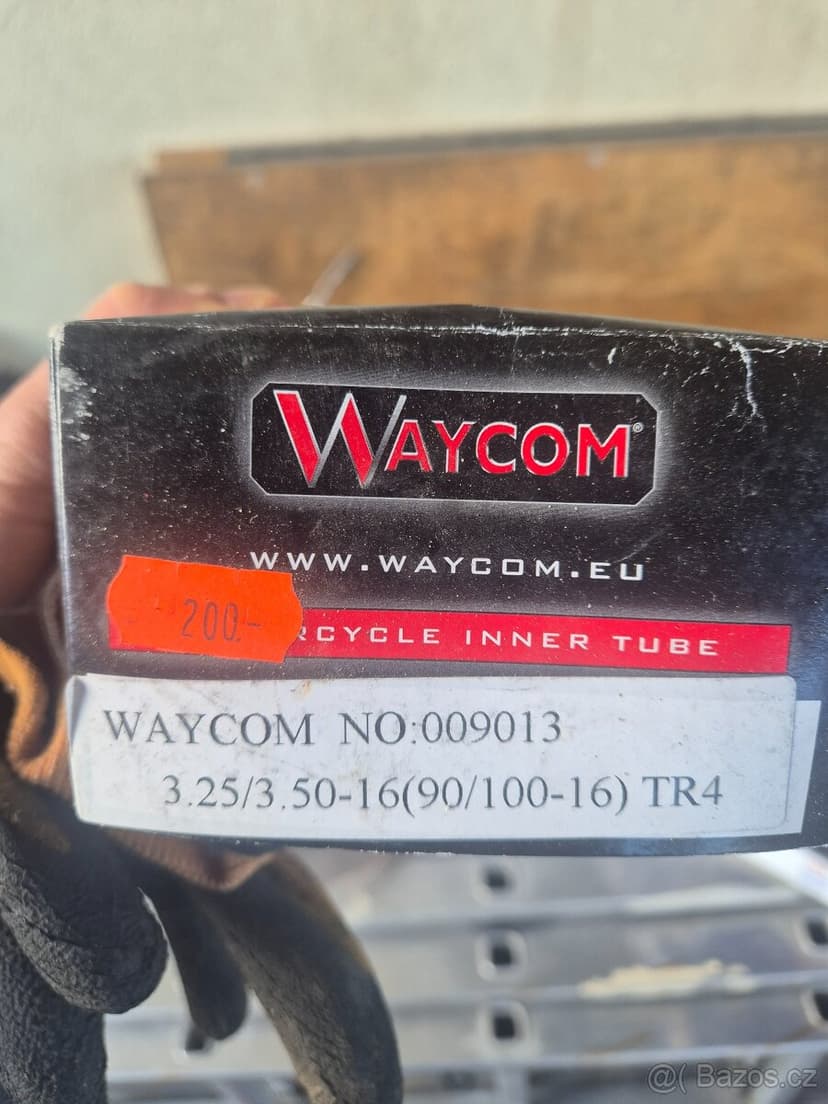 WAYCOM®
WWW.WAYCOM.EU
200.-
RCYCLE INNER TUBE
WAYCOM NO:009013
3.25/3.50-16(90/100-16) TR4
@( Bazos.cz